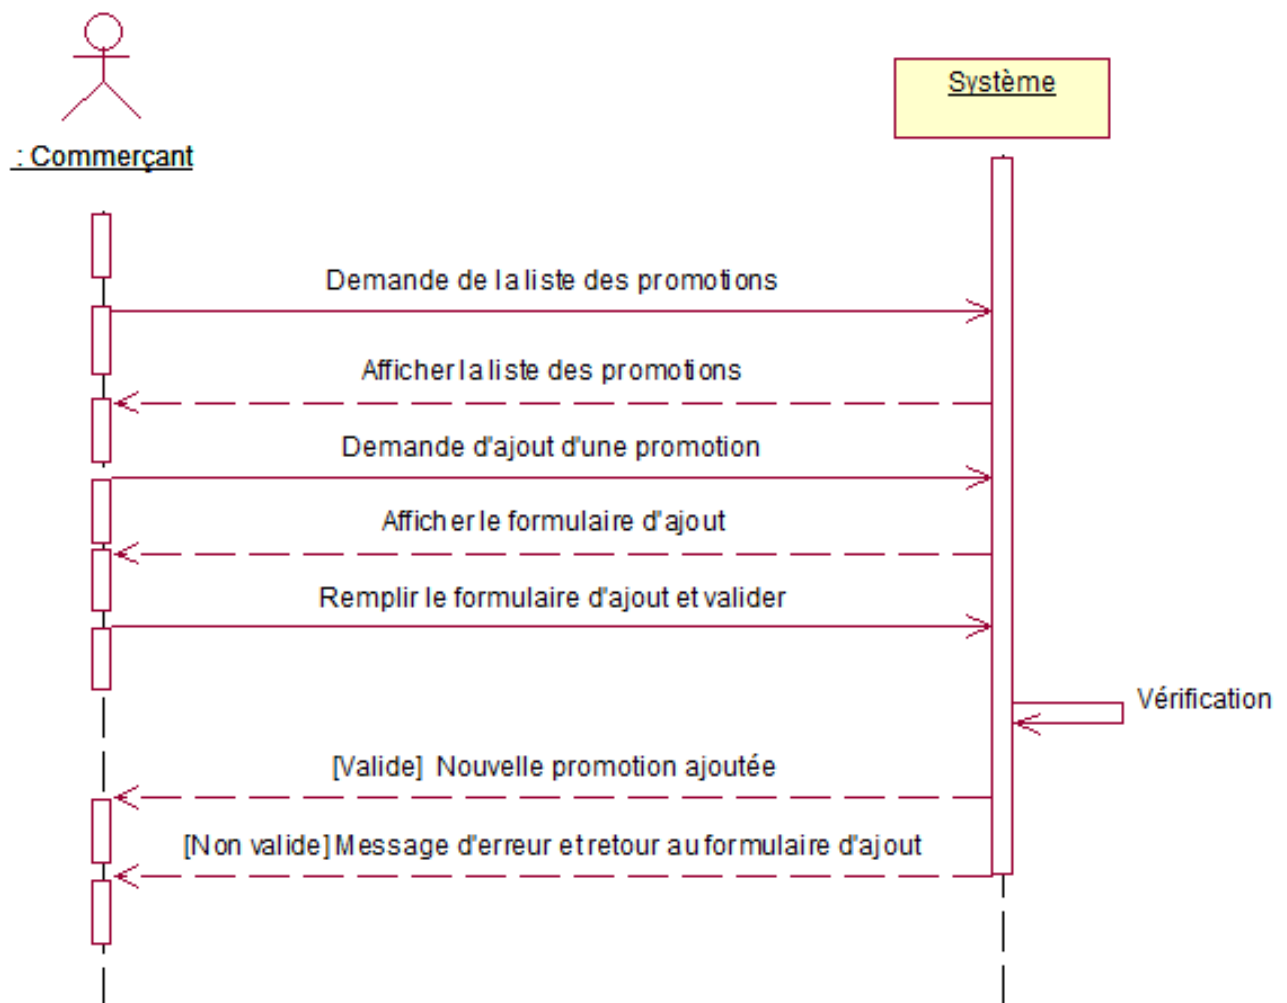 Système
: Commerçant
Demande de la liste des promotions
Afficher la liste des promotions
Demande d'ajout d'une promotion
Afficher le formulaire d'ajout
Remplir le formulaire d'ajout et valider
Vérification
[Valide] Nouvelle promotion ajoutée
[Non valide] Message d'erreur et retour au formulaire d'ajout